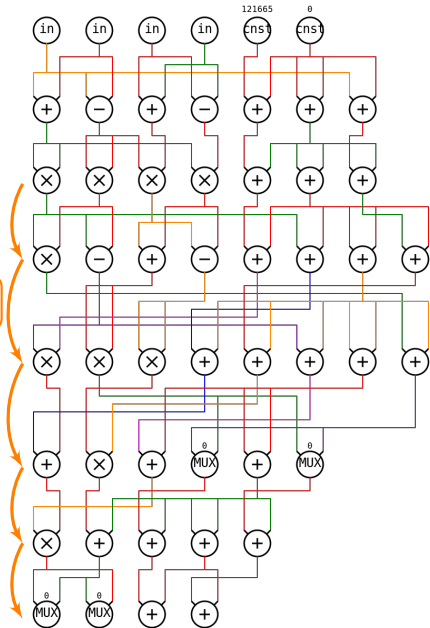 121665 0
in in in in cnst cnst
+ − + − + + +
× × × × + + +
× − + − + + + +
× × × + + + + +
0 0
+ × + MUX + MUX
× + + + +
0 0
MUX MUX + +